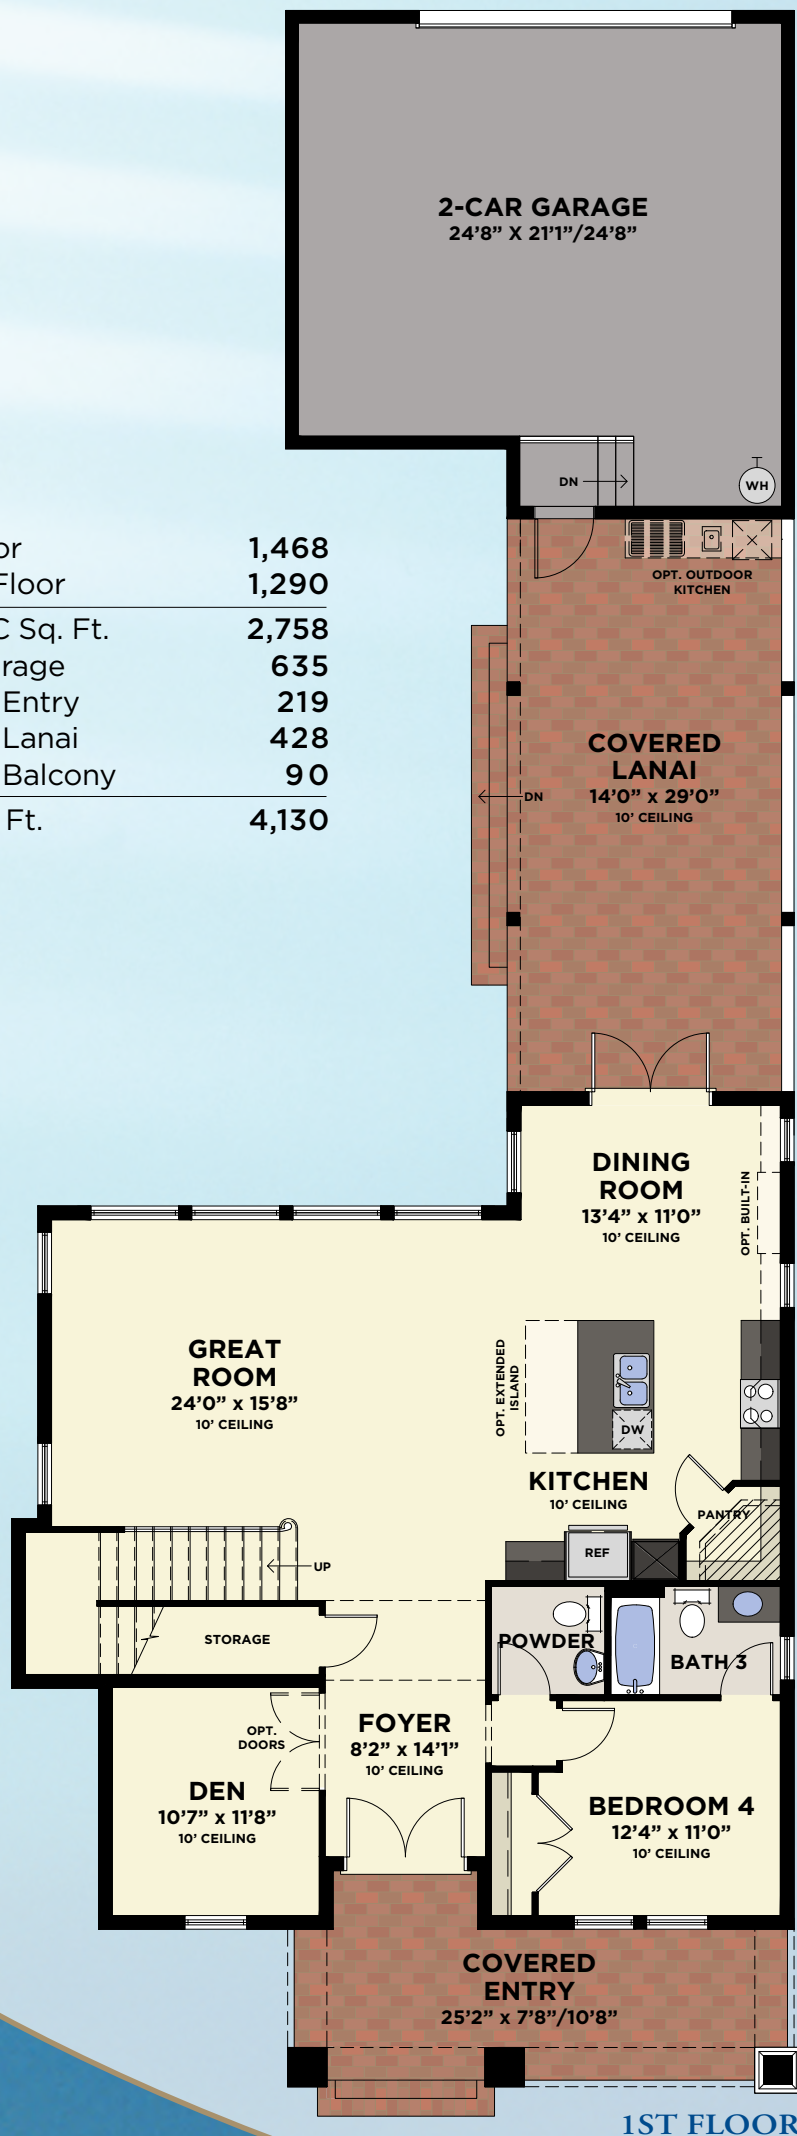 2-CAR GARAGE
24'8" X 21'1"/24'8"
DN
WH
OPT. OUTDOOR
KITCHEN
or 1,468
Floor 1,290
C Sq. Ft. 2,758
rage 635
Entry 219
Lanai 428
Balcony 90
Ft. 4,130
COVERED
LANAI
14'0" x 29'0"
10' CEILING
DN
DINING
ROOM
13'4" x 11'0"
10' CEILING
OPT. BUILT-IN
GREAT
ROOM
24'0" x 15'8"
10' CEILING
OPT. EXTENDED
ISLAND
DW
KITCHEN
10' CEILING
PANTRY
REF
UP
STORAGE
POWDER
BATH 3
OPT.
DOORS
FOYER
8'2" x 14'1"
10' CEILING
DEN
10'7" x 11'8"
10' CEILING
BEDROOM 4
12'4" x 11'0"
10' CEILING
COVERED
ENTRY
25'2" x 7'8"/10'8"
1ST FLOOR